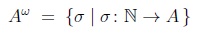 A^ω = {σ | σ: ℕ → A}